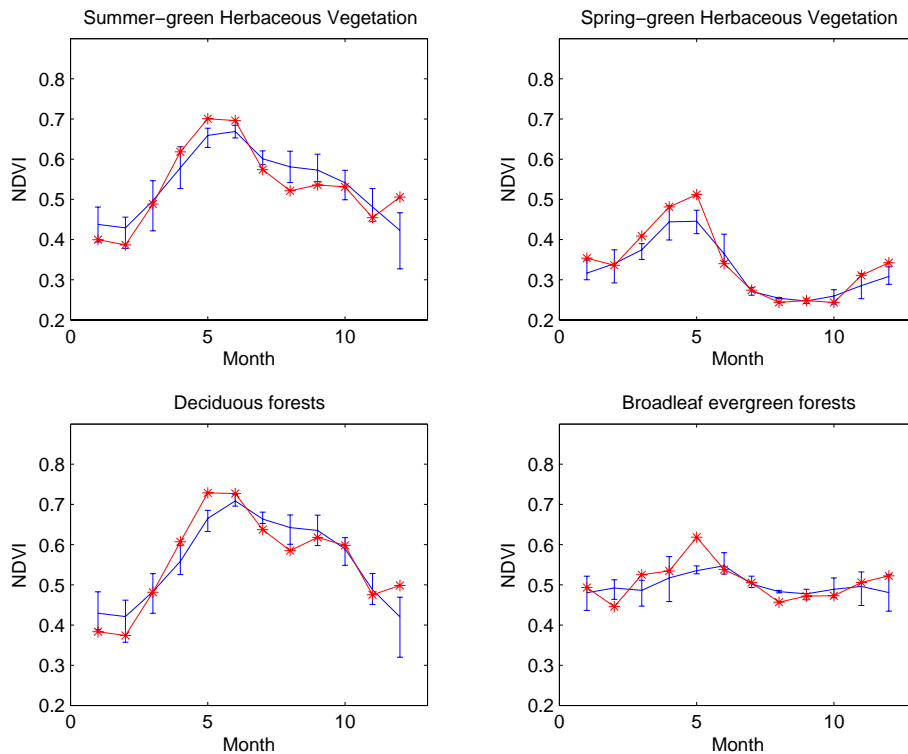 Summer-green Herbaceous Vegetation
0.8
0.7
0.6
0.5
0.4
0.3
0.2
NDVI
0 5 10
Month
Spring-green Herbaceous Vegetation
0.8
0.7
0.6
0.5
0.4
0.3
0.2
NDVI
0 5 10
Month
Deciduous forests
0.8
0.7
0.6
0.5
0.4
0.3
0.2
NDVI
0 5 10
Month
Broadleaf evergreen forests
0.8
0.7
0.6
0.5
0.4
0.3
0.2
NDVI
0 5 10
Month